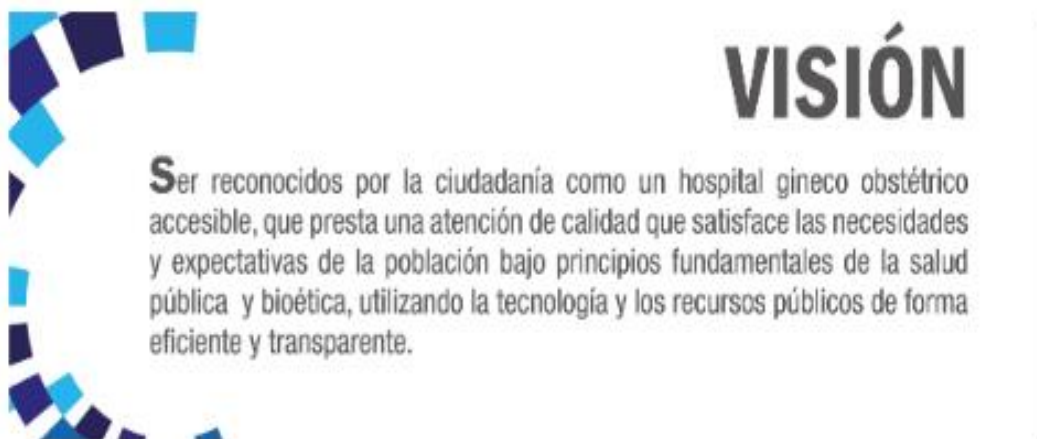 VISIÓN
Ser reconocidos por la ciudadanía como un hospital gineco obstétrico
accesible, que presta una atención de calidad que satisface las necesidades
y expectativas de la población bajo principios fundamentales de la salud
pública y bioética, utilizando la tecnología y los recursos públicos de forma
eficiente y transparente.